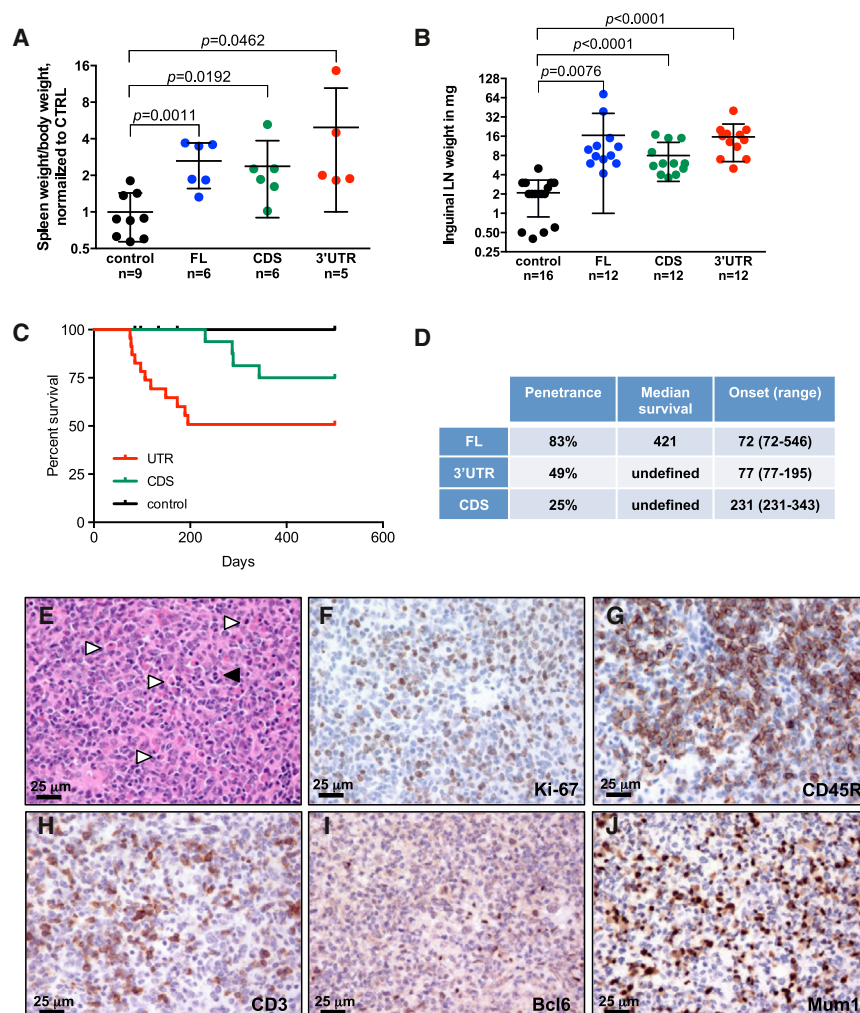 A
p=0.0462
p=0.0192
p=0.0011
Spleen weight/body weight,
normalized to CTRL
16
8
4
2
1
0.5
control FL CDS 3'UTR
n=9 n=6 n=6 n=5
B
p<0.0001
p<0.0001
p=0.0076
Inguinal LN weight in mg
128
64
32
16
8
4
2
1
0.50
0.25
control FL CDS 3'UTR
n=16 n=12 n=12 n=12
C
Percent survival
100
75
50
25
0
UTR
CDS
control
0 200 400 600
Days
D
Penetrance Median survival Onset (range)
FL 83% 421 72 (72-546)
3'UTR 49% undefined 77 (77-195)
CDS 25% undefined 231 (231-343)
E
25 μm
F
25 μm Ki-67
G
25 μm CD45R
H
25 μm CD3
I
25 μm Bcl6
J
25 μm Mum1